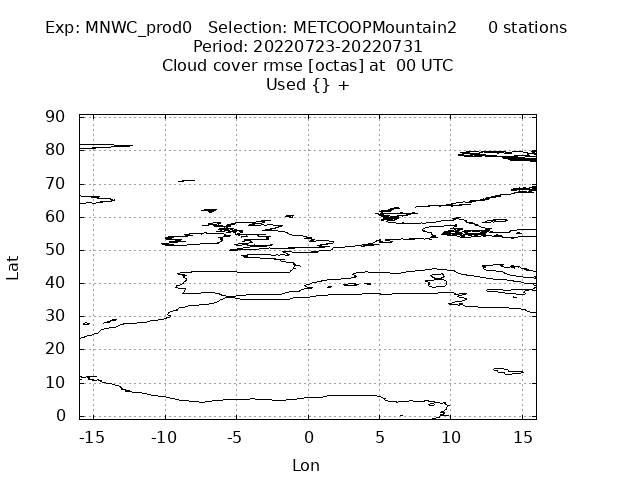 Exp: MNWC_prod0   Selection: METCOOPMountain2      0 stations
Period: 20220723-20220731
Cloud cover rmse [octas] at  00 UTC
Used {} +
90
80
70
60
50
40
30
20
10
0
Lat
-15 -10 -5 0 5 10 15
Lon